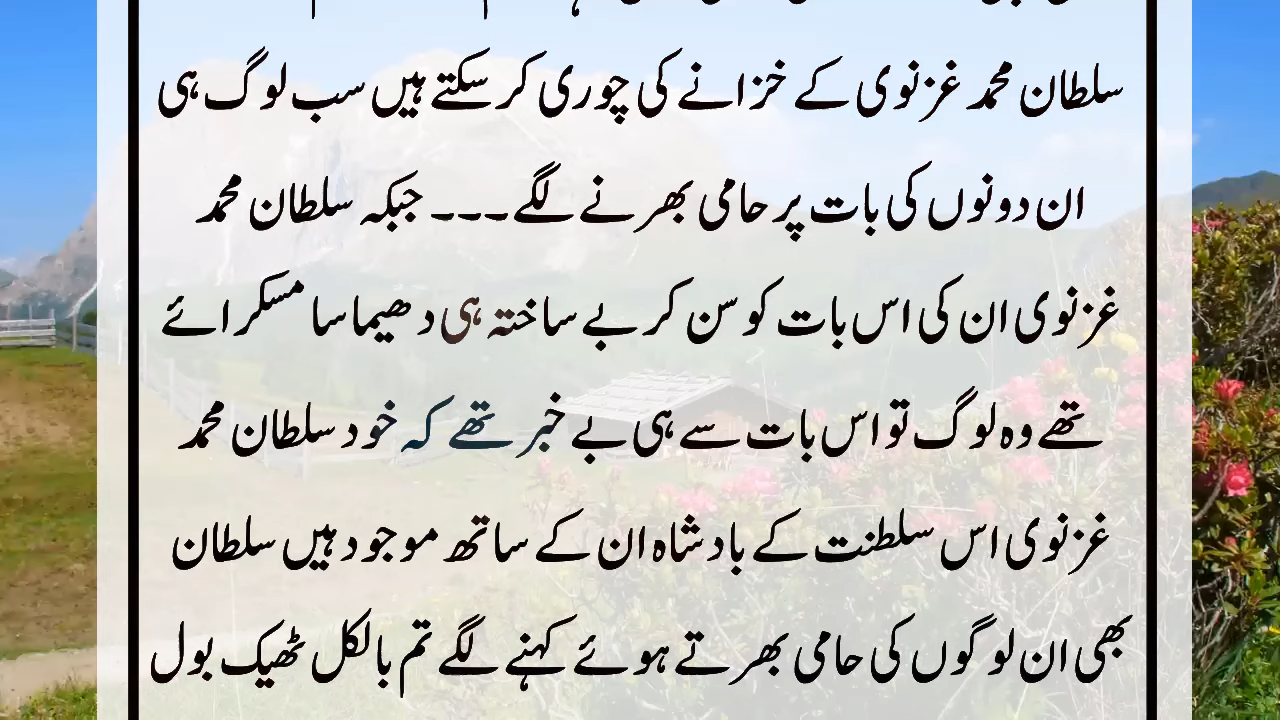 سلطان محمد غزنوی کے خزانے کی چوری کر سکتے ہیں سب لوگ ہی
ان دونوں کی بات پر حامی بھرنے لگے۔۔۔ جبکہ سلطان محمد
غزنوی ان کی اس بات کو سن کر بے ساختہ ہی دھیما سا مسکرائے
تھے وہ لوگ تو اس بات سے ہی بے خبر تھے کہ خود سلطان محمد
غزنوی اس سلطنت کے بادشاہ ان کے ساتھ موجود ہیں سلطان
بھی ان لوگوں کی حامی بھرتے ہوئے کہنے لگے تم بالکل ٹھیک بول